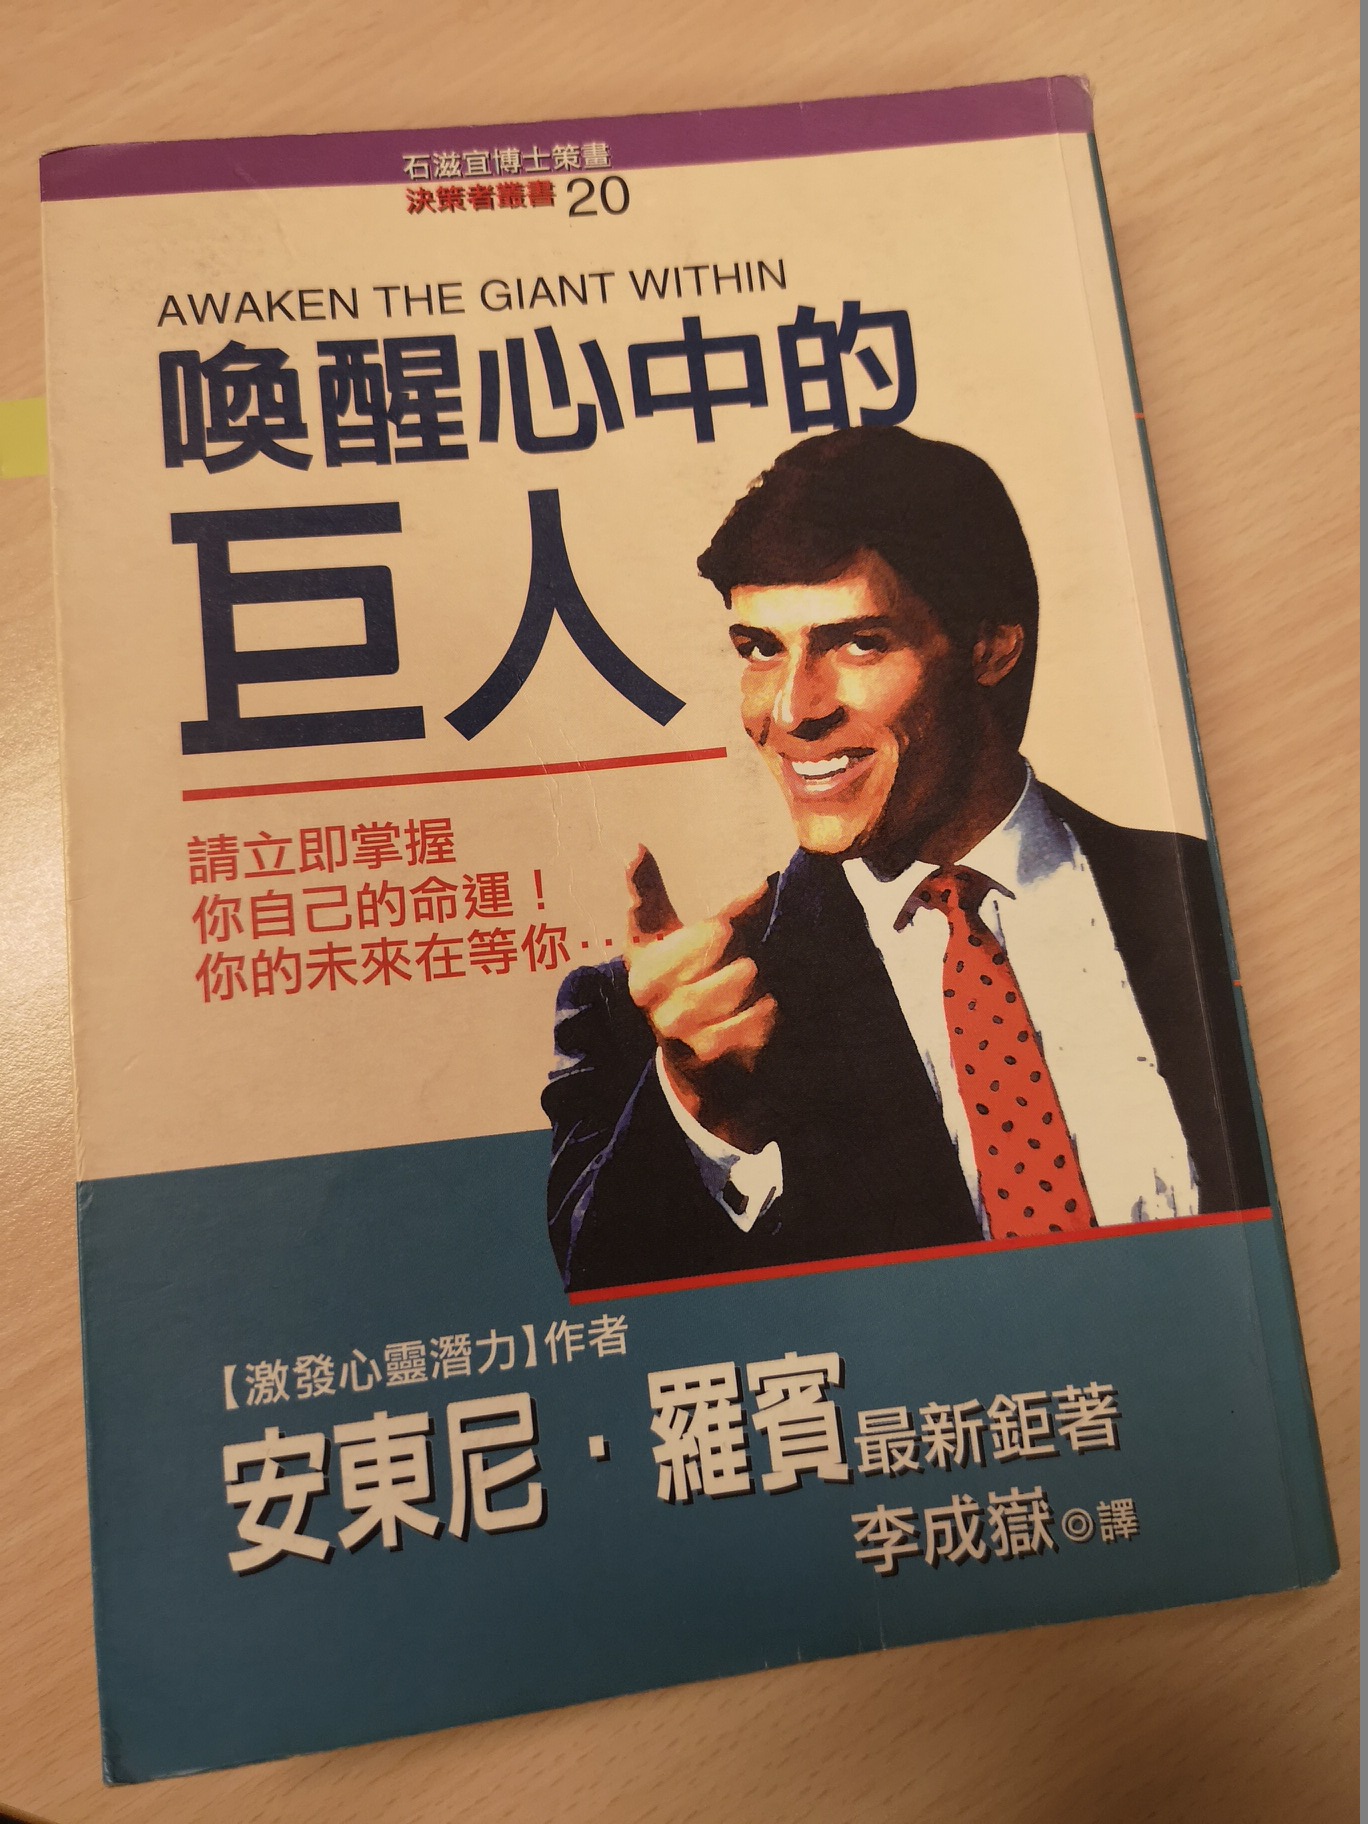 石滋宜博士策畫
決策者叢書 20
AWAKEN THE GIANT WITHIN
喚醒心中的
巨人
請立即掌握
你自己的命運！
你的未來在等你‥‥
【激發心靈潛力】作者
安東尼·羅賓最新鉅著
李成嶽◎譯